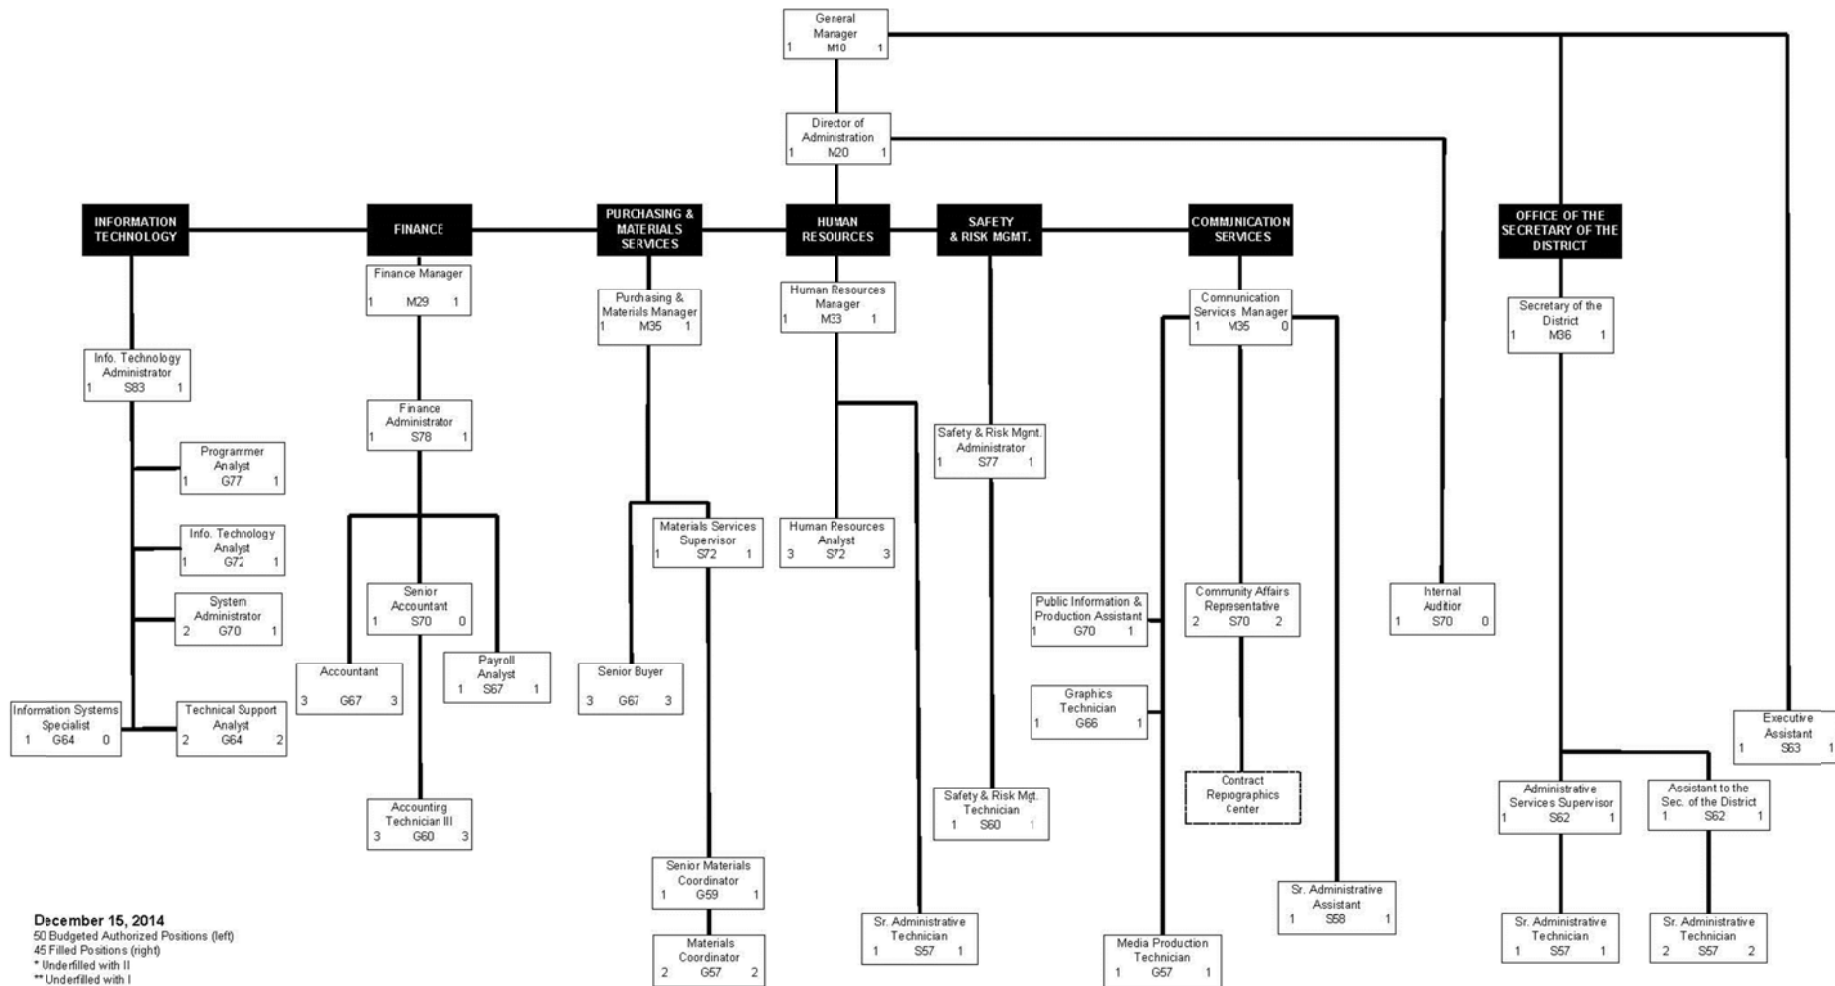 General
Manager
1 M10 1
Director of
Administration
1 M20 1
INFORMATION
TECHNOLOGY
FINANCE
PURCHASING &
MATERIALS
SERVICES
HUMAN
RESOURCES
SAFETY
& RISK MGMT.
COMMUNICATION
SERVICES
OFFICE OF THE
SECRETARY OF THE
DISTRICT
Finance Manager
1 M29 1
Purchasing &
Materials Manager
1 M35 1
Human Resources
Manager
1 M33 1
Communication
Services Manager
1 M35 0
Secretary of the
District
1 M36 1
Info. Technology
Administrator
1 S83 1
Finance
Administrator
1 S78 1
Safety & Risk Mgmt.
Administrator
1 S77 1
Programmer
Analyst
1 G77 1
Info. Technology
Analyst
1 G72 1
Materials Services
Supervisor
1 S72 1
Human Resources
Analyst
3 S72 3
System
Administrator
2 G70 1
Senior
Accountant
1 S70 0
Public Information &
Production Assistant
1 G70 1
Community Affairs
Representative
2 S70 2
Internal
Auditior
1 S70 0
Accountant
3 G67 3
Payroll
Analyst
1 S67 1
Senior Buyer
3 G67 3
Graphics
Technician
1 G66 1
Information Systems
Specialist
1 G64 0
Technical Support
Analyst
2 G64 2
Executive
Assistant
1 S63 1
Contract
Reprographics
Center
Accounting
Technician III
3 G60 3
Safety & Risk Mgt.
Technician
1 S60 1
Administrative
Services Supervisor
1 S62 1
Assistant to the
Sec. of the District
1 S62 1
Senior Materials
Coordinator
1 G59 1
Sr. Administrative
Assistant
1 S58 1
Materials
Coordinator
2 G57 2
Sr. Administrative
Technician
1 S57 1
Media Production
Technician
1 G57 1
Sr. Administrative
Technician
1 S57 1
Sr. Administrative
Technician
2 S57 2
December 15, 2014
50 Budgeted Authorized Positions (left)
45 Filled Positions (right)
* Underfilled with II
** Underfilled with I